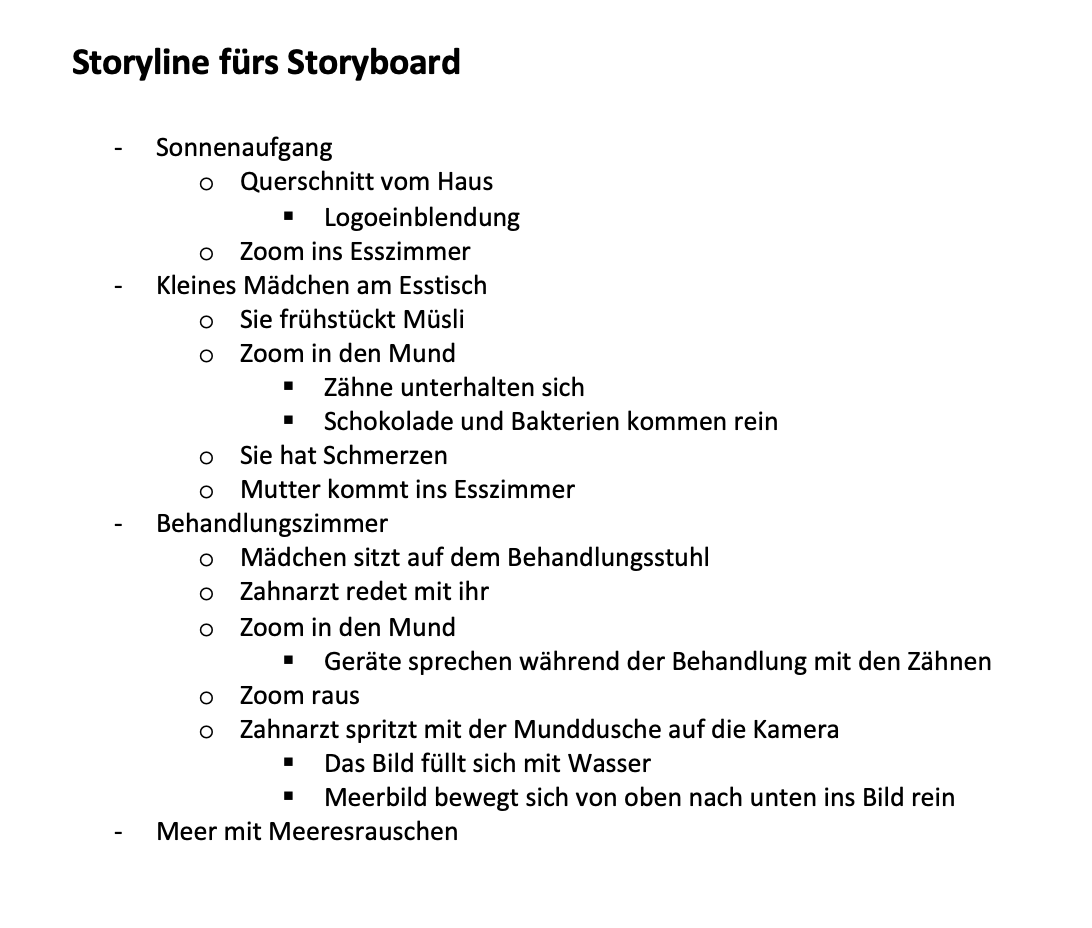 Storyline fürs Storyboard
- Sonnenaufgang
o Querschnitt vom Haus
▪ Logoeinblendung
o Zoom ins Esszimmer
- Kleines Mädchen am Esstisch
o Sie frühstückt Müsli
o Zoom in den Mund
▪ Zähne unterhalten sich
▪ Schokolade und Bakterien kommen rein
o Sie hat Schmerzen
o Mutter kommt ins Esszimmer
- Behandlungszimmer
o Mädchen sitzt auf dem Behandlungsstuhl
o Zahnarzt redet mit ihr
o Zoom in den Mund
▪ Geräte sprechen während der Behandlung mit den Zähnen
o Zoom raus
o Zahnarzt spritzt mit der Munddusche auf die Kamera
▪ Das Bild füllt sich mit Wasser
▪ Meerbild bewegt sich von oben nach unten ins Bild rein
- Meer mit Meeresrauschen